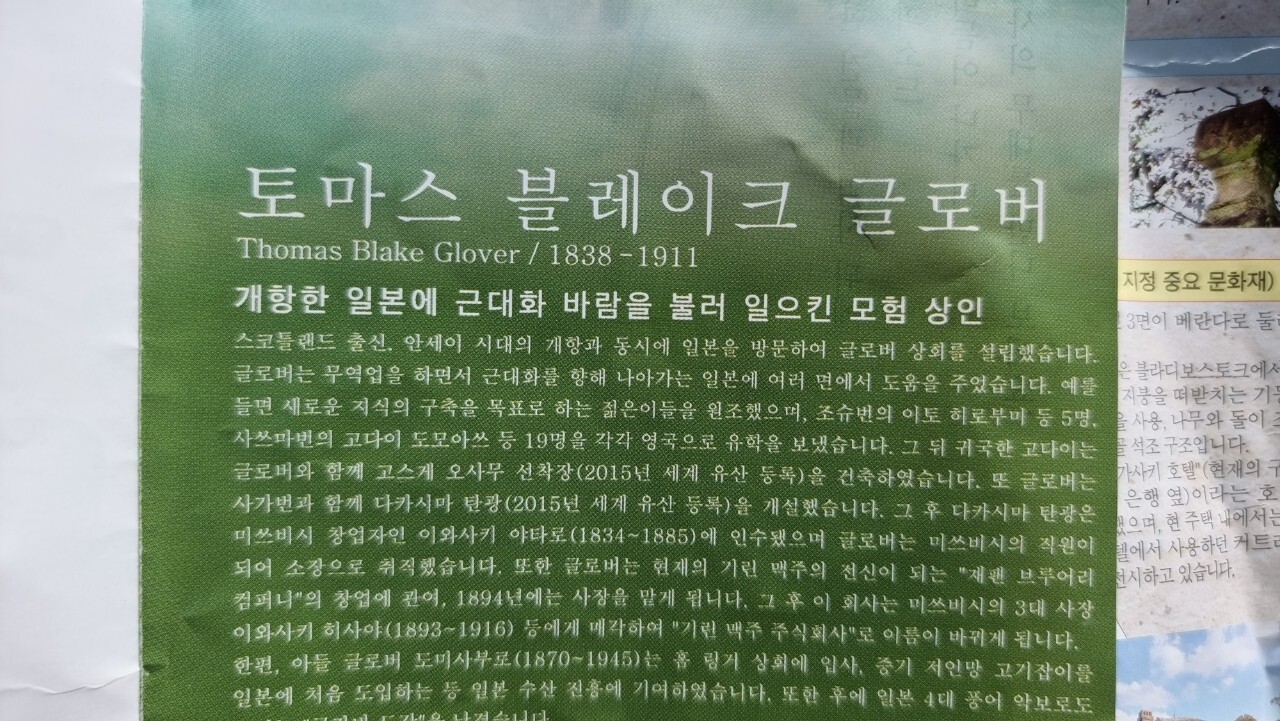 토마스 블레이크 글로버
Thomas Blake Glover / 1838 - 1911
개항한 일본에 근대화 바람을 불러 일으킨 모험 상인
스코틀랜드 출신, 안세이 시대의 개항과 동시에 일본을 방문하여 글로버 상회를 설립했습니다.
글로버는 무역업을 하면서 근대화를 향해 나아가는 일본에 여러 면에서 도움을 주었습니다. 예를
들면 새로운 지식의 구축을 목표로 하는 젊은이들을 원조했으며, 조슈번의 이토 히로부미 등 5명,
사쓰마번의 고다이 도모아쓰 등 19명을 각각 영국으로 유학을 보냈습니다. 그 뒤 귀국한 고다이는
글로버와 함께 고스게 오사무 선착장(2015년 세계 유산 등록)을 건축하였습니다. 또 글로버는
사가번과 함께 다카시마 탄광(2015년 세계 유산 등록)을 개설했습니다. 그 후 다카시마 탄광은
미쓰비시 창업자인 이와사키 야타로(1834~1885)에 인수됐으며 글로버는 미쓰비시의 직원이
되어 소장으로 취직했습니다. 또한 글로버는 현재의 기린 맥주의 전신이 되는 "재팬 브루어리
컴퍼니"의 창업에 관여, 1894년에는 사장을 맡게 됩니다. 그 후 이 회사는 미쓰비시의 3대 사장
이와사키 히사야(1893~1916) 등에게 매각하여 "기린 맥주 주식회사"로 이름이 바뀌게 됩니다.
한편, 아들 글로버 도미사부로(1870~1945)는 홈 링거 상회에 입사, 증기 저인망 고기잡이를
일본에 처음 도입하는 등 일본 수산 진흥에 기여하였습니다. 또한 후에 일본 4대 풍어 악보로도
지정 중요 문화재)
3면이 베란다로
블라디보스토크에서
지붕을 떠받치는
사용, 나무와 돌이
석조 구조입니다.
호텔"(현재의
은행 옆)이라는
현 주택 내에서는
사용하던 커트
전시하고 있습니다.